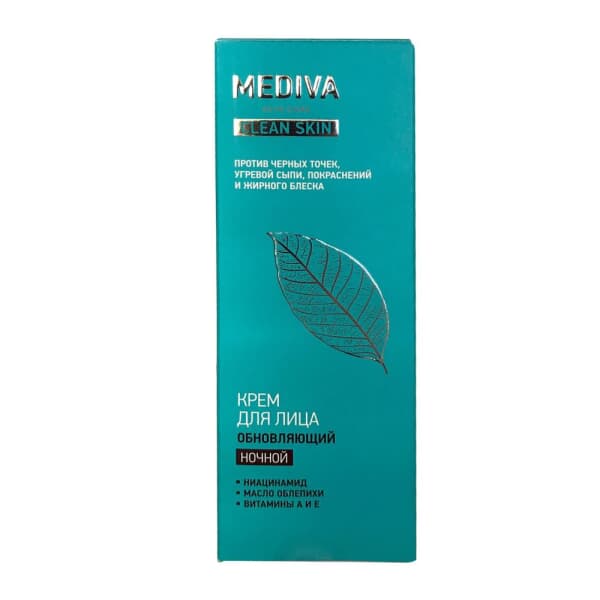 MEDIVA
CLEAN SKIN
ПРОТИВ ЧЕРНЫХ ТОЧЕК,
УГРЕВОЙ СЫПИ, ПОКРАСНЕНИЙ
И ЖИРНОГО БЛЕСКА
КРЕМ
ДЛЯ ЛИЦА
ОБНОВЛЯЮЩИЙ
НОЧНОЙ
• НИАЦИНАМИД
• МАСЛО ОБЛЕПИХИ
• ВИТАМИНЫ А И Е